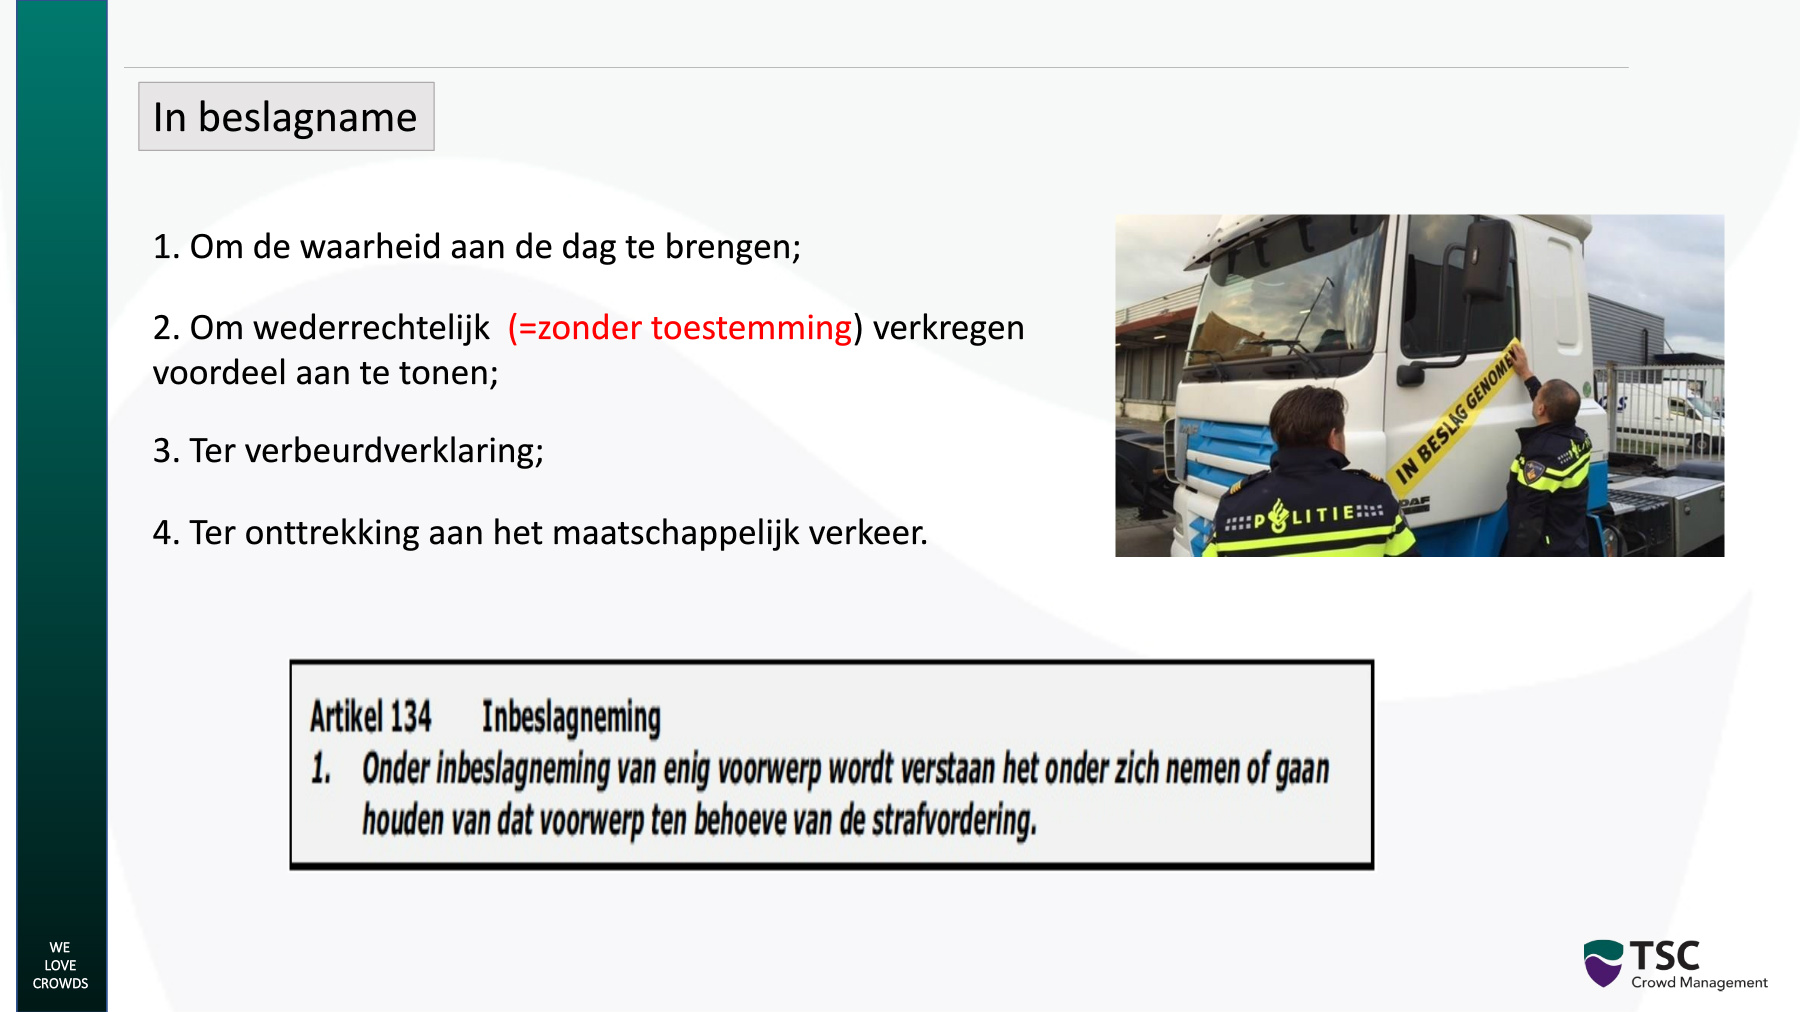 In beslagname
1. Om de waarheid aan de dag te brengen;
2. Om wederrechtelijk (=zonder toestemming) verkregen
voordeel aan te tonen;
3. Ter verbeurdverklaring;
4. Ter onttrekking aan het maatschappelijk verkeer.
IN BESLAG GENOMEN
POLITIE
DAF
Artikel 134 Inbeslagneming
1. Onder inbeslagneming van enig voorwerp wordt verstaan het onder zich nemen of gaan
houden van dat voorwerp ten behoeve van de strafvordering.
WE
LOVE
CROWDS
TSC
Crowd Management